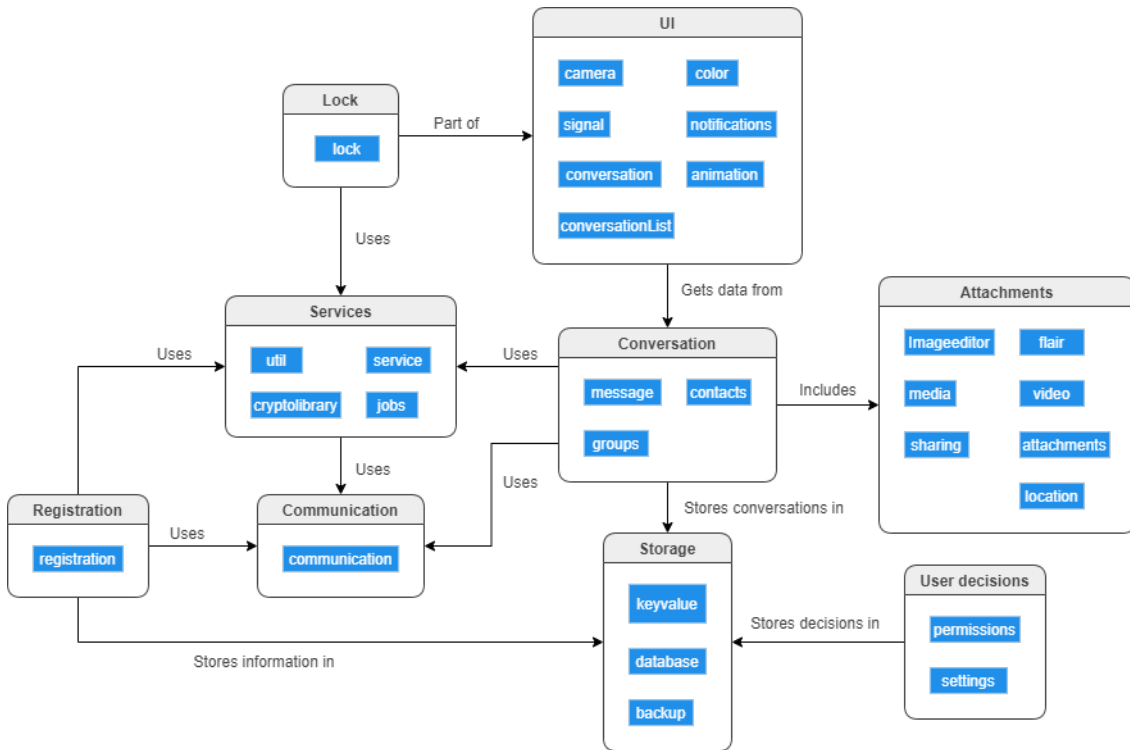 UI
camera
color
signal
notifications
conversation
animation
conversationList
Lock
lock
Part of
Uses
Gets data from
Services
util
service
cryptolibrary
jobs
Uses
Uses
Conversation
message
contacts
groups
Includes
Attachments
Imageeditor
flair
media
video
sharing
attachments
location
Uses
Uses
Registration
registration
Uses
Communication
communication
Stores conversations in
Storage
keyvalue
database
backup
User decisions
permissions
settings
Stores decisions in
Stores information in